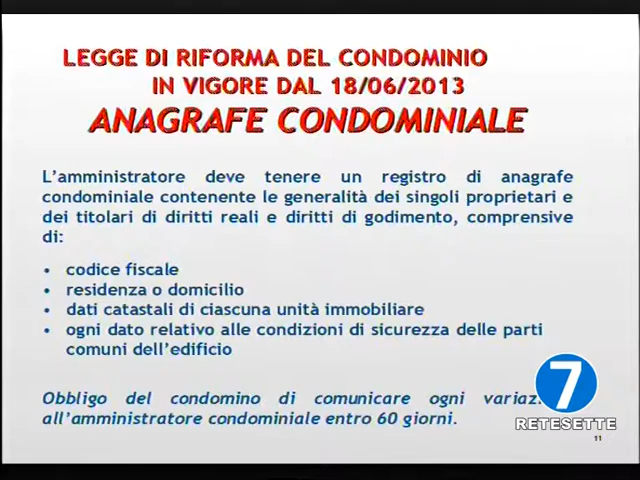 LEGGE DI RIFORMA DEL CONDOMINIO
IN VIGORE DAL 18/06/2013
ANAGRAFE CONDOMINIALE
L'amministratore deve tenere un registro di anagrafe
condominiale contenente le generalità dei singoli proprietari e
dei titolari di diritti reali e diritti di godimento, comprensive
di:
• codice fiscale
• residenza o domicilio
• dati catastali di ciascuna unità immobiliare
• ogni dato relativo alle condizioni di sicurezza delle parti
comuni dell'edificio
Obbligo del condomino di comunicare ogni
all'amministratore condominiale entro 60 giorni.
7
RETESETTE
11